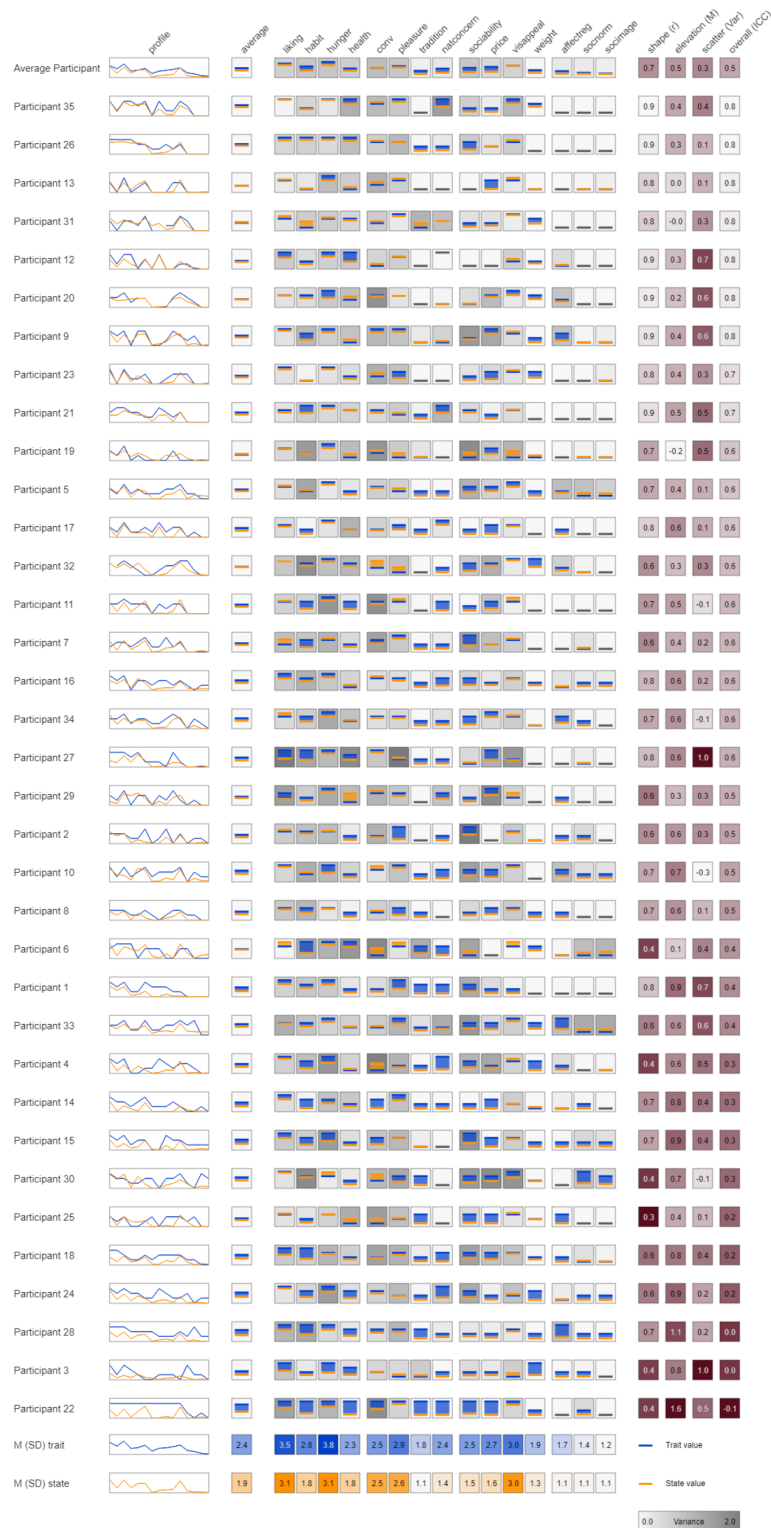 profile average liking habit hunger health conv pleasure tradition natconcern sociability price visappeal weight affectreg socnorm socimage shape (r) elevation (M) scatter (Var) overall (ICC)
Average Participant 0.7 0.5 0.3 0.5
Participant 35 0.9 0.4 0.4 0.8
Participant 26 0.9 0.3 0.1 0.8
Participant 13 0.8 0.0 0.1 0.8
Participant 31 0.8 -0.0 0.3 0.8
Participant 12 0.9 0.3 0.7 0.8
Participant 20 0.9 0.2 0.6 0.8
Participant 9 0.9 0.4 0.6 0.8
Participant 23 0.8 0.4 0.3 0.7
Participant 21 0.9 0.5 0.5 0.7
Participant 19 0.7 -0.2 0.5 0.6
Participant 5 0.7 0.4 0.1 0.6
Participant 17 0.8 0.6 0.1 0.6
Participant 32 0.6 0.3 0.3 0.6
Participant 11 0.7 0.5 -0.1 0.6
Participant 7 0.6 0.4 0.2 0.6
Participant 16 0.8 0.6 0.2 0.6
Participant 34 0.7 0.6 -0.1 0.6
Participant 27 0.8 0.6 1.0 0.6
Participant 29 0.6 0.3 0.3 0.5
Participant 2 0.6 0.6 0.3 0.5
Participant 10 0.7 0.7 -0.3 0.5
Participant 8 0.7 0.6 0.1 0.5
Participant 6 0.4 0.1 0.4 0.4
Participant 1 0.8 0.9 0.7 0.4
Participant 33 0.6 0.6 0.6 0.4
Participant 4 0.4 0.6 0.5 0.3
Participant 14 0.7 0.8 0.4 0.3
Participant 15 0.7 0.9 0.4 0.3
Participant 30 0.4 0.7 -0.1 0.3
Participant 25 0.3 0.4 0.1 0.2
Participant 18 0.6 0.8 0.4 0.2
Participant 24 0.6 0.9 0.2 0.2
Participant 28 0.7 1.1 0.2 0.0
Participant 3 0.4 0.8 1.0 0.0
Participant 22 0.4 1.6 0.5 -0.1
M (SD) trait 2.4 3.5 2.8 3.8 2.3 2.5 2.9 1.8 2.4 2.5 2.7 3.0 1.9 1.7 1.4 1.2 Trait value
M (SD) state 1.9 3.1 1.8 3.1 1.8 2.5 2.6 1.1 1.4 1.5 1.6 3.0 1.3 1.1 1.1 1.1 State value
0.0 Variance 2.0